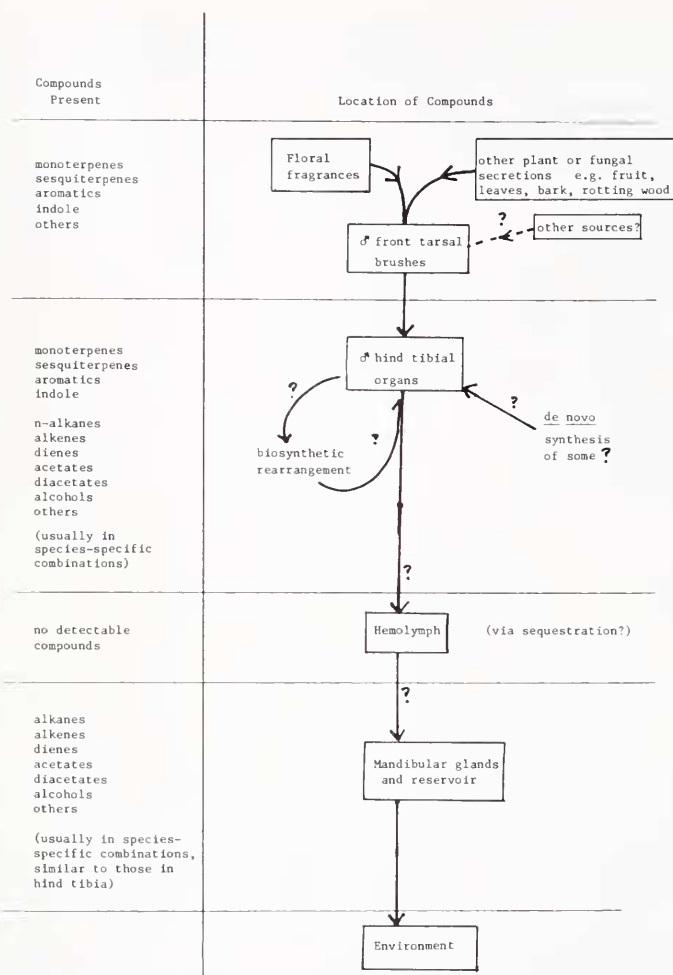 Compounds
Present
Location of Compounds
monoterpenes
sesquiterpenes
aromatics
indole
others
Floral
fragrances
other plant or fungal
secretions e.g. fruit,
leaves, bark, rotting wood
?
other sources?
♂ front tarsal
brushes
monoterpenes
sesquiterpenes
aromatics
indole
n-alkanes
alkenes
dienes
acetates
diacetates
alcohols
others
(usually in
species-specific
combinations)
♂ hind tibial
organs
?
?
biosynthetic
rearrangement
?
de novo
synthesis
of some ?
?
no detectable
compounds
Hemolymph
(via sequestration?)
?
alkanes
alkenes
dienes
acetates
diacetates
alcohols
others
(usually in species-
specific combinations,
similar to those in
hind tibia)
Mandibular glands
and reservoir
Environment